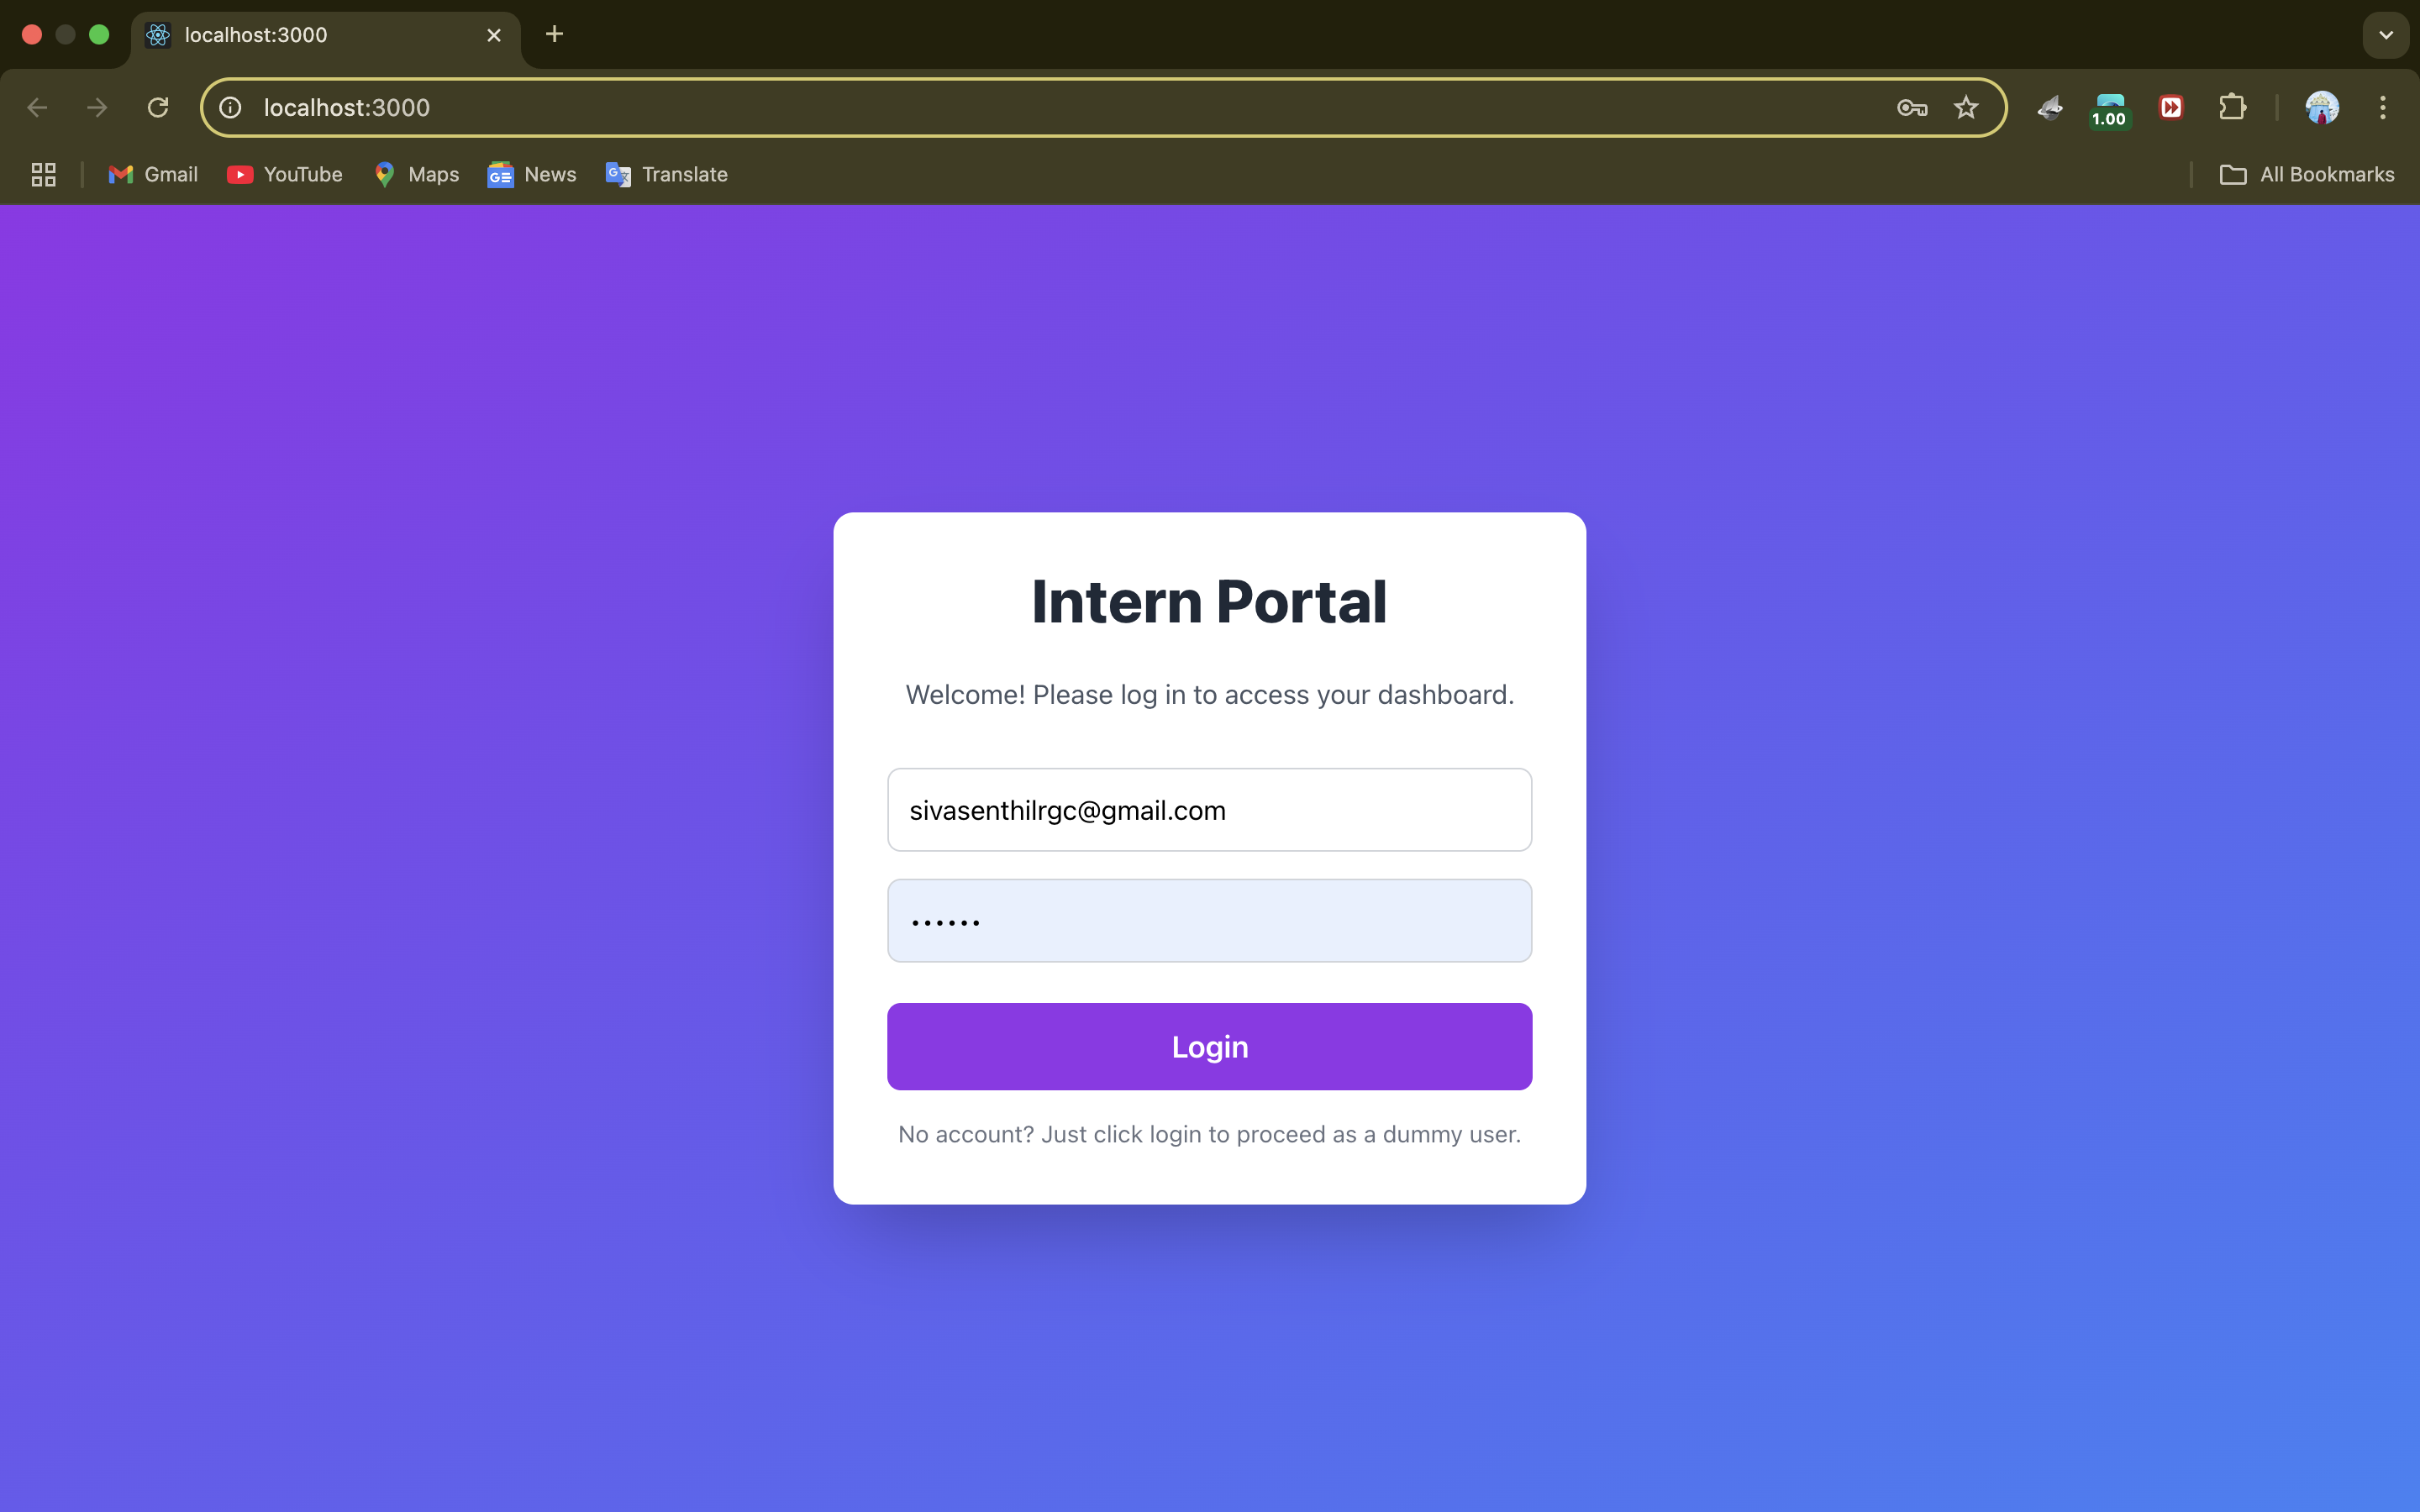 localhost:3000
localhost:3000
1.00
Gmail YouTube Maps News Translate All Bookmarks
Intern Portal
Welcome! Please log in to access your dashboard.
sivasenthilrgc@gmail.com
••••••
Login
No account? Just click login to proceed as a dummy user.